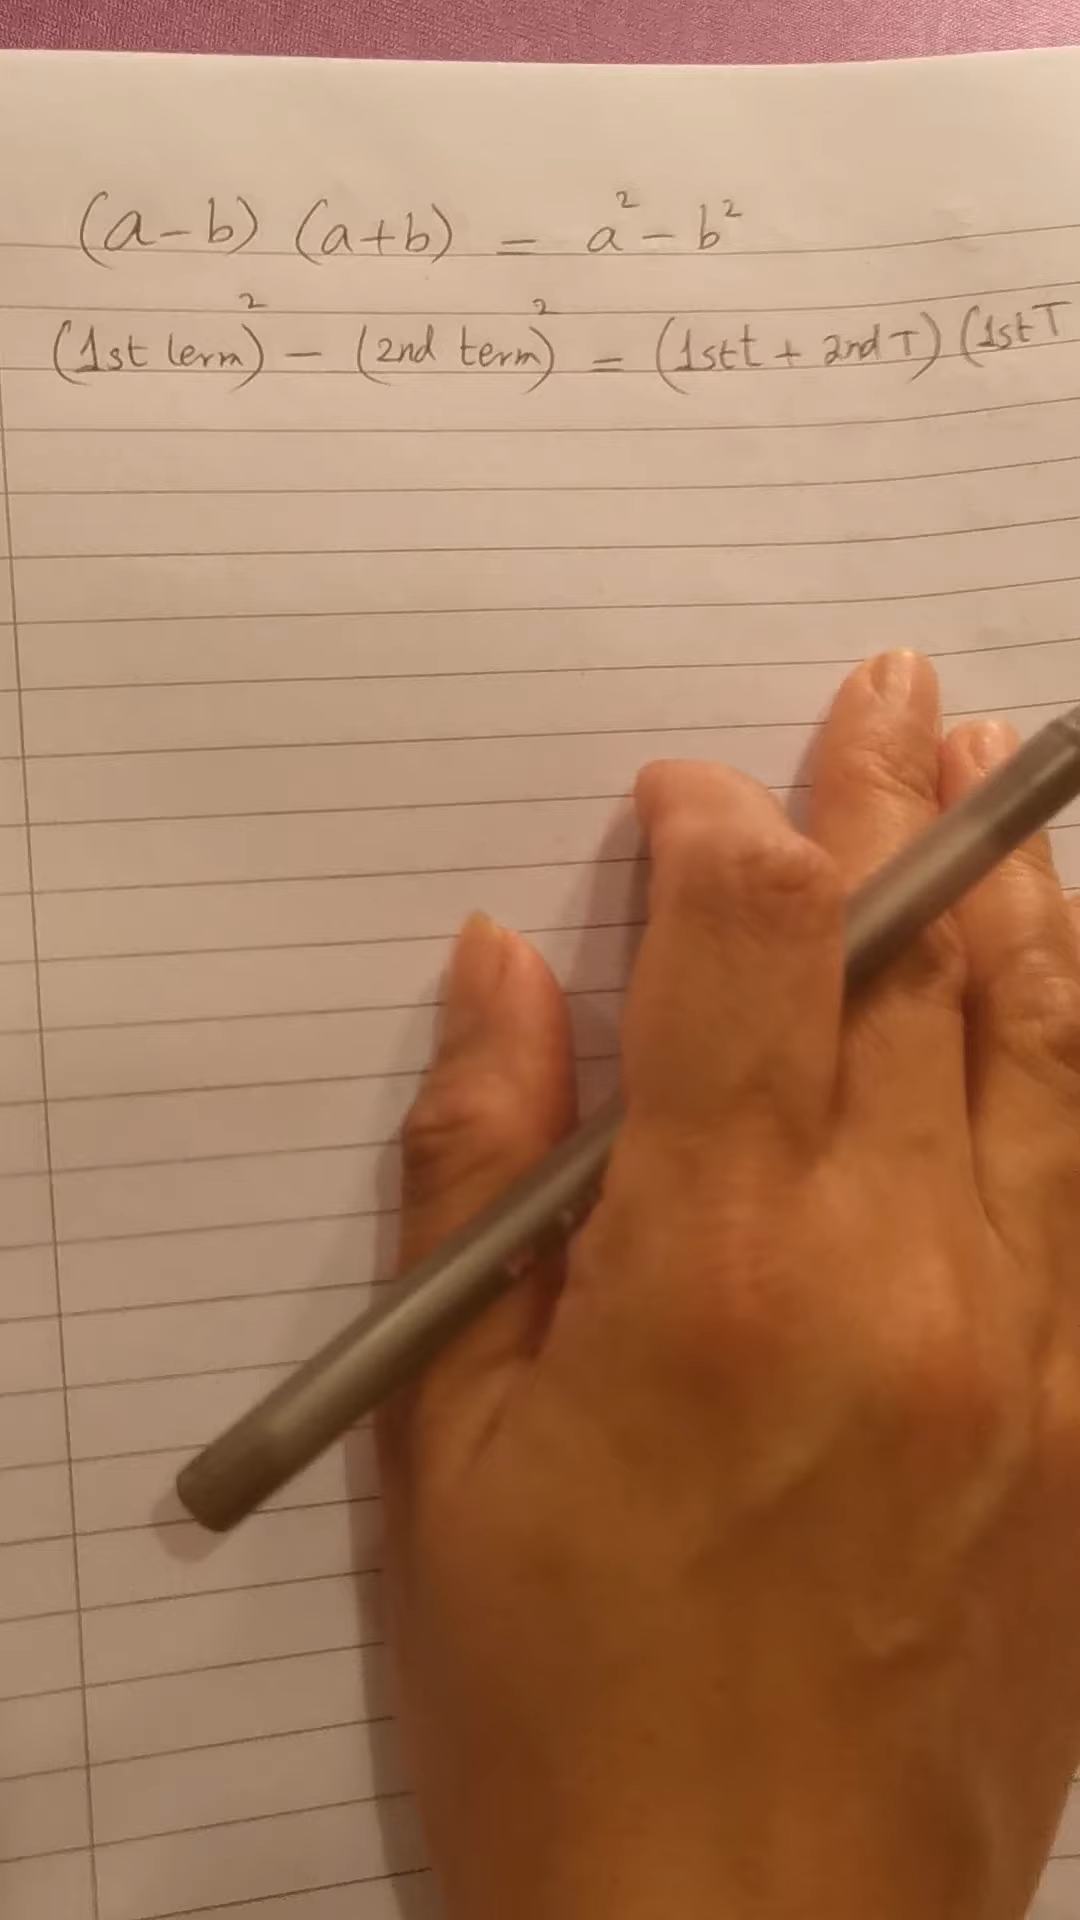 (a-b) (a+b) = a² - b²
(1st term)² - (2nd term)² = (1st t + 2nd T) (1st T